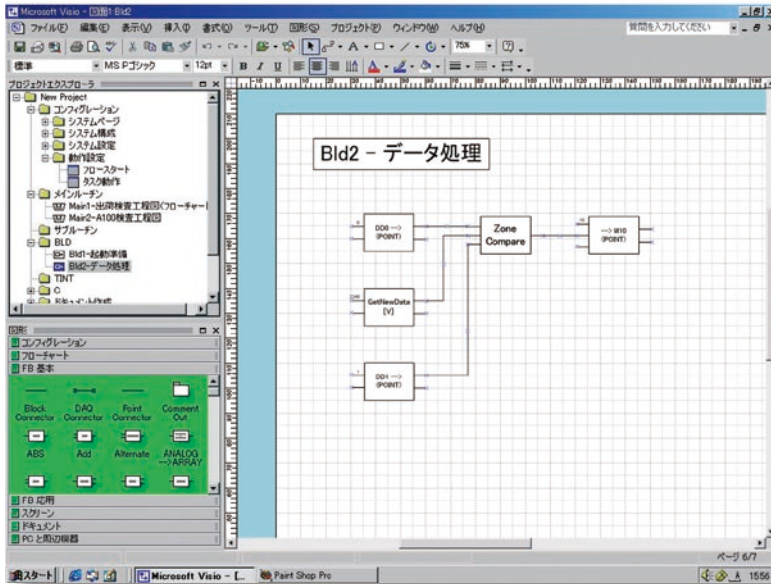 Microsoft Visio - [図面1:Bld2]
ファイル(F) 編集(E) 表示(V) 挿入(I) 書式(O) ツール(T) 図形(S) プロジェクト(P) ウィンドウ(W) ヘルプ(H)
質問を入力してください
75%
標準 MS Pゴシック 12pt B I U
プロジェクトエクスプローラ
New Project
コンフィグレーション
システムページ
システム構成
システム設定
動作設定
フロースタート
タスク動作
メインルーチン
Main1-出荷検査工程図(フローチャート
Main2-A100検査工程図
サブルーチン
BLD
Bld1-起動準備
Bld2-データ処理
TINT
C
ドキュメント作成
図形
コンフィグレーション
フローチャート
FB 基本
Block Connector
DAQ Connector
Point Connector
Comment Out
ABS
Add
Alternate
ANALOG -->ARRAY
FB 応用
スクリーン
ドキュメント
PC と周辺機器
Bld2 - データ処理
DD0 -->
(POINT)
Zone
Compare
--> M10
(POINT)
GetNewData
[V]
DD1 -->
(POINT)
ページ 6/7
スタート
Microsoft Visio - [...
Paint Shop Pro
A